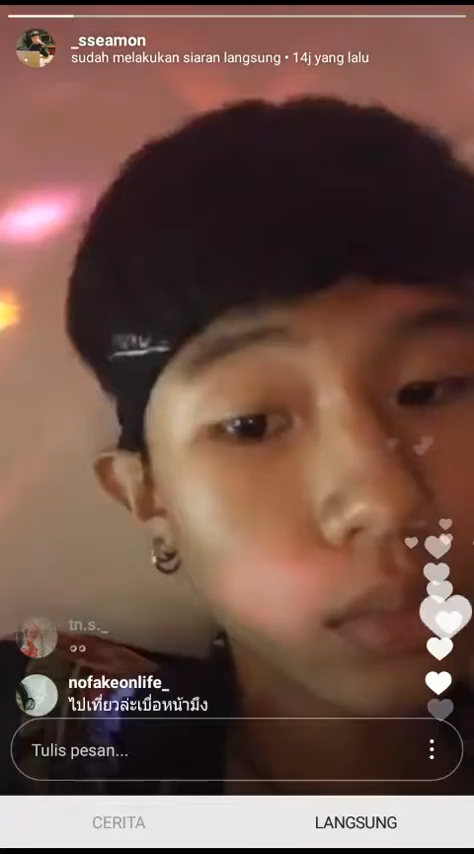 _sseamon
sudah melakukan siaran langsung • 14j yang lalu
tn.s._
nofakeonlife_
ไปเที่ยวล่ะเบื่อหน้ามึง
Tulis pesan...
CERITA
LANGSUNG